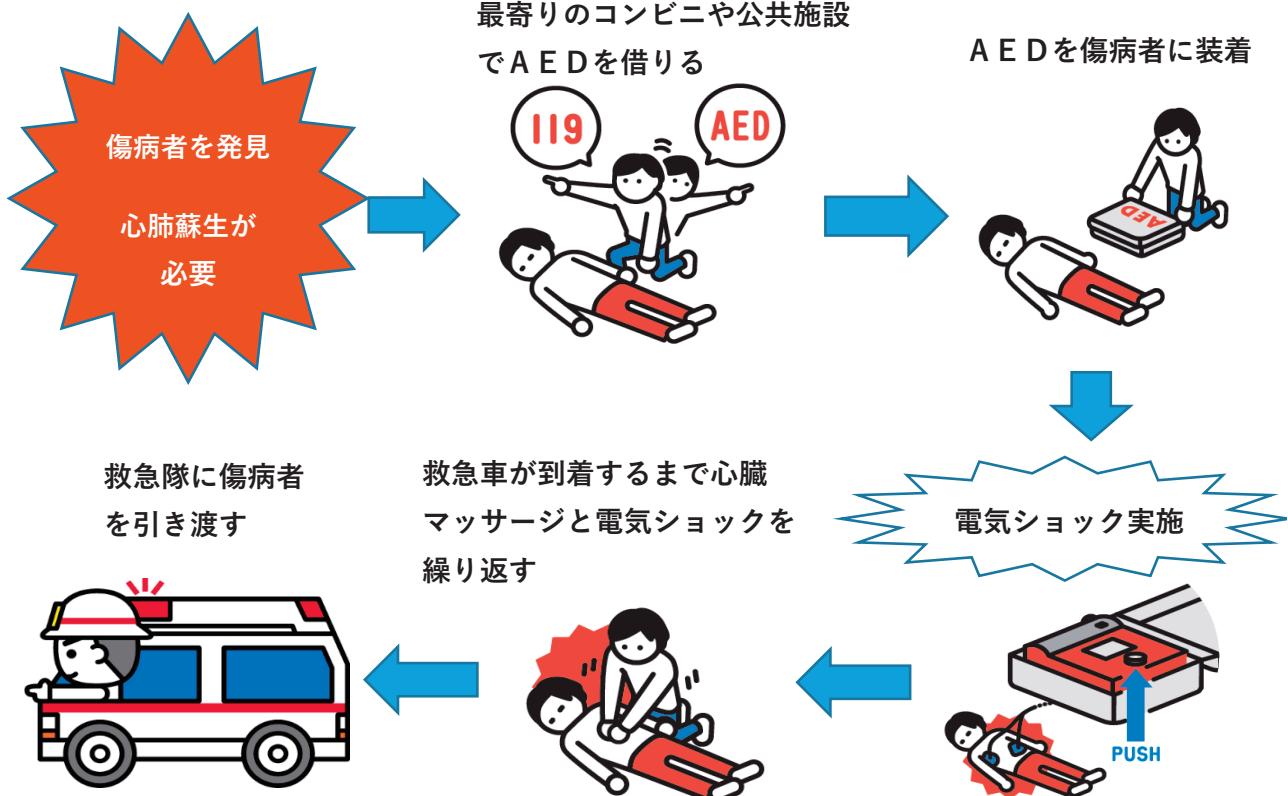 傷病者を発見
心肺蘇生が
必要
最寄りのコンビニや公共施設
でＡＥＤを借りる
119
AED
ＡＥＤを傷病者に装着
AED
電気ショック実施
PUSH
救急車が到着するまで心臓
マッサージと電気ショックを
繰り返す
救急隊に傷病者
を引き渡す